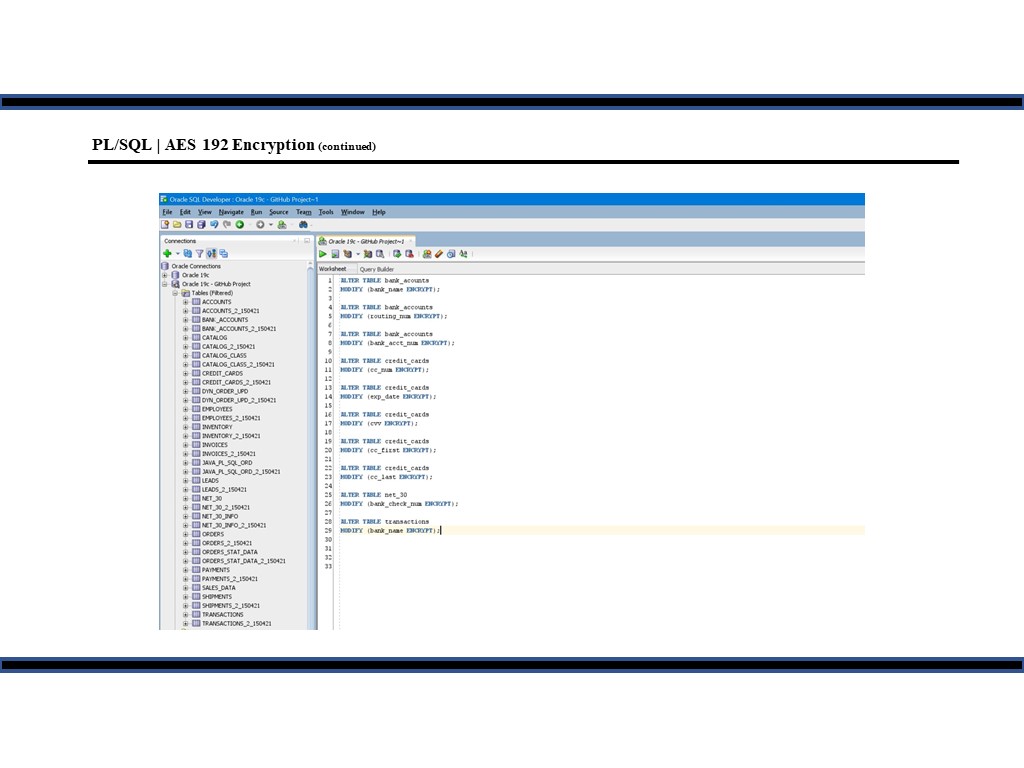 PL/SQL | AES 192 Encryption (continued)
Oracle SQL Developer : Oracle 19c - GitHub Project~1
File Edit View Navigate Run Source Team Tools Window Help
Connections
Oracle Connections
Oracle 19c
Oracle 19c - GitHub Project
Tables (Filtered)
ACCOUNTS
ACCOUNTS_2_150421
BANK_ACCOUNTS
BANK_ACCOUNTS_2_150421
CATALOG
CATALOG_2_150421
CATALOG_CLASS
CATALOG_CLASS_2_150421
CREDIT_CARDS
CREDIT_CARDS_2_150421
DYN_ORDER_UPD
DYN_ORDER_UPD_2_150421
EMPLOYEES
EMPLOYEES_2_150421
INVENTORY
INVENTORY_2_150421
INVOICES
INVOICES_2_150421
JAVA_PL_SQL_ORD
JAVA_PL_SQL_ORD_2_150421
LEADS
LEADS_2_150421
NET_30
NET_30_2_150421
NET_30_INFO
NET_30_INFO_2_150421
ORDERS
ORDERS_2_150421
ORDERS_STAT_DATA
ORDERS_STAT_DATA_2_150421
PAYMENTS
PAYMENTS_2_150421
SALES_DATA
SHIPMENTS
SHIPMENTS_2_150421
TRANSACTIONS
TRANSACTIONS_2_150421
Oracle 19c - GitHub Project~1
Worksheet Query Builder
1 ALTER TABLE bank_acounts
2 MODIFY (bank_name ENCRYPT);
3
4 ALTER TABLE bank_accounts
5 MODIFY (routing_num ENCRYPT);
6
7 ALTER TABLE bank_accounts
8 MODIFY (bank_acct_num ENCRYPT);
9
10 ALTER TABLE credit_cards
11 MODIFY (cc_num ENCRYPT);
12
13 ALTER TABLE credit_cards
14 MODIFY (exp_date ENCRYPT);
15
16 ALTER TABLE credit_cards
17 MODIFY (cvv ENCRYPT);
18
19 ALTER TABLE credit_cards
20 MODIFY (cc_first ENCRYPT);
21
22 ALTER TABLE credit_cards
23 MODIFY (cc_last ENCRYPT);
24
25 ALTER TABLE net_30
26 MODIFY (bank_check_num ENCRYPT);
27
28 ALTER TABLE transactions
29 MODIFY (bank_name ENCRYPT);
30
31
32
33